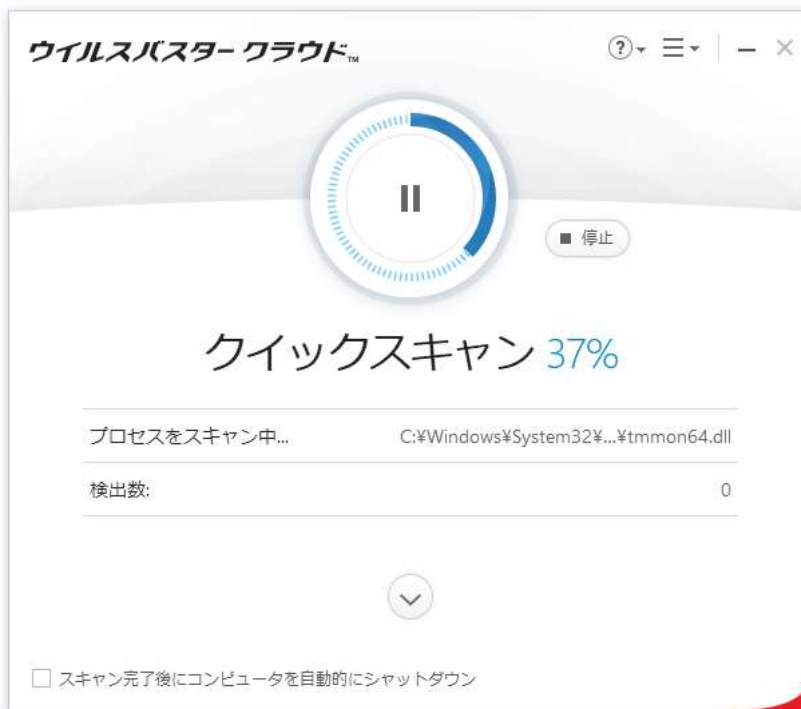 ウイルスバスター クラウド™
停止
クイックスキャン 37%
プロセスをスキャン中... C:¥Windows¥System32¥...¥tmmon64.dll
検出数: 0
スキャン完了後にコンピュータを自動的にシャットダウン